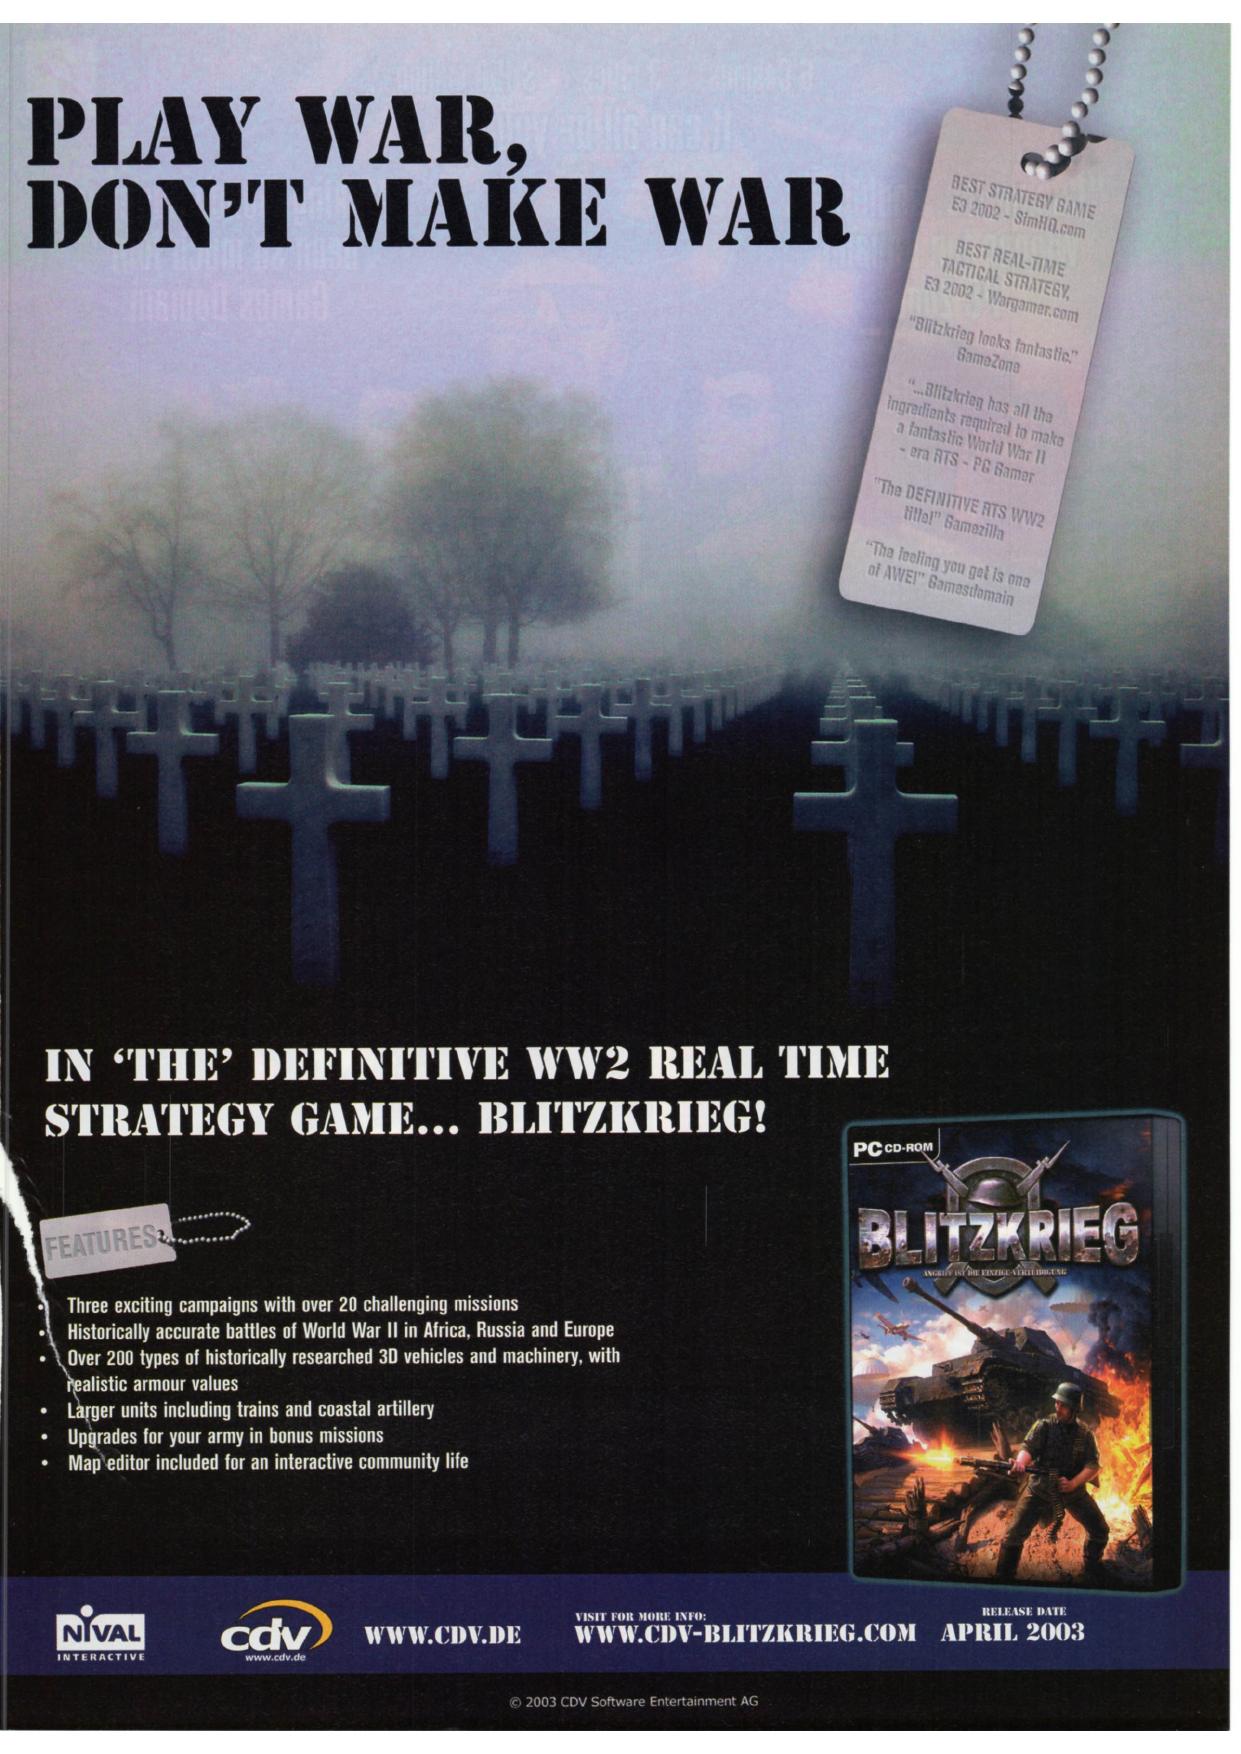 PLAY WAR,
DON'T MAKE WAR
BEST STRATEGY GAME
E3 2002 - SimHQ.com
BEST REAL-TIME
TACTICAL STRATEGY,
E3 2002 - Wargamer.com
"Blitzkrieg looks fantastic."
GameZone
"...Blitzkrieg has all the
ingredients required to make
a fantastic World War II
- era RTS - PC Gamer
"The DEFINITIVE RTS WW2
title!" Gamezilla
"The feeling you get is one
of AWE!" Gamesdomain
IN 'THE' DEFINITIVE WW2 REAL TIME
STRATEGY GAME... BLITZKRIEG!
PC CD-ROM
BLITZKRIEG
ANGRIFF IST DIE EINZIGE VERTEIDIGUNG
FEATURES
• Three exciting campaigns with over 20 challenging missions
• Historically accurate battles of World War II in Africa, Russia and Europe
• Over 200 types of historically researched 3D vehicles and machinery, with
realistic armour values
• Larger units including trains and coastal artillery
• Upgrades for your army in bonus missions
• Map editor included for an interactive community life
NIVAL
INTERACTIVE
cdv
www.cdv.de
WWW.CDV.DE
VISIT FOR MORE INFO:
WWW.CDV-BLITZKRIEG.COM
RELEASE DATE
APRIL 2003
© 2003 CDV Software Entertainment AG